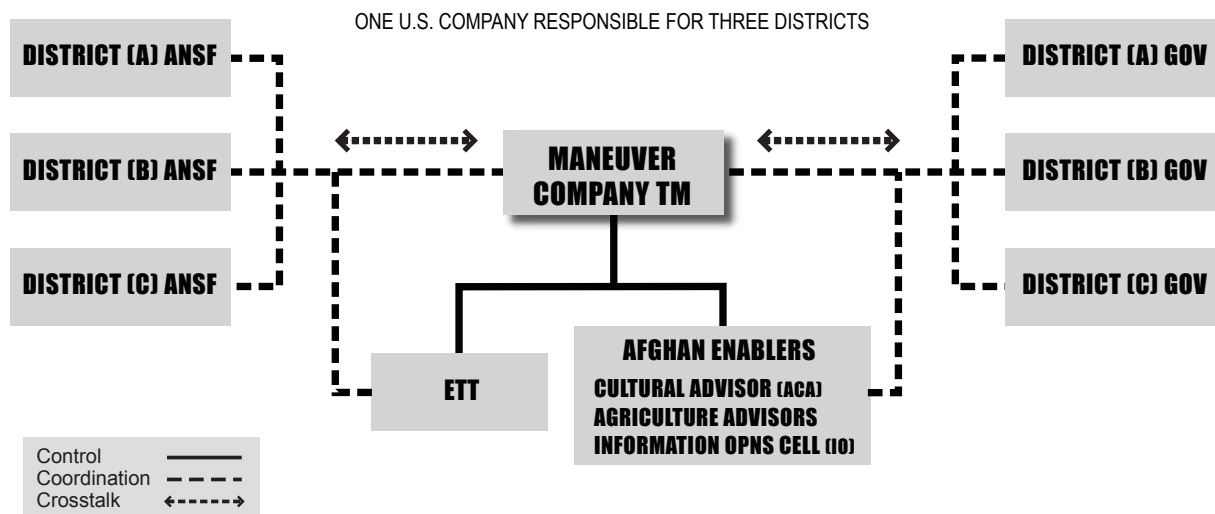 ONE U.S. COMPANY RESPONSIBLE FOR THREE DISTRICTS
DISTRICT (A) ANSF
DISTRICT (B) ANSF
DISTRICT (C) ANSF
MANEUVER
COMPANY TM
DISTRICT (A) GOV
DISTRICT (B) GOV
DISTRICT (C) GOV
ETT
AFGHAN ENABLERS
CULTURAL ADVISOR (ACA)
AGRICULTURE ADVISORS
INFORMATION OPNS CELL (IO)
Control
Coordination
Crosstalk